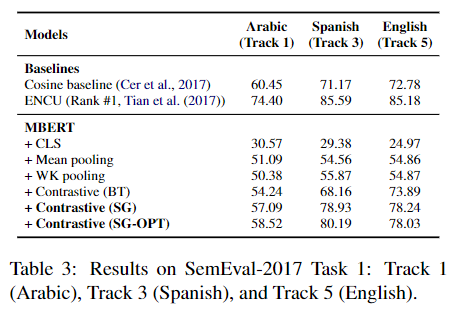 Models Arabic (Track 1) Spanish (Track 3) English (Track 5)
Baselines
Cosine baseline (Cer et al., 2017) 60.45 71.17 72.78
ENCU (Rank #1, Tian et al. (2017)) 74.40 85.59 85.18
MBERT
+ CLS 30.57 29.38 24.97
+ Mean pooling 51.09 54.56 54.86
+ WK pooling 50.38 55.87 54.87
+ Contrastive (BT) 54.24 68.16 73.89
+ Contrastive (SG) 57.09 78.93 78.24
+ Contrastive (SG-OPT) 58.52 80.19 78.03
Table 3: Results on SemEval-2017 Task 1: Track 1
(Arabic), Track 3 (Spanish), and Track 5 (English).